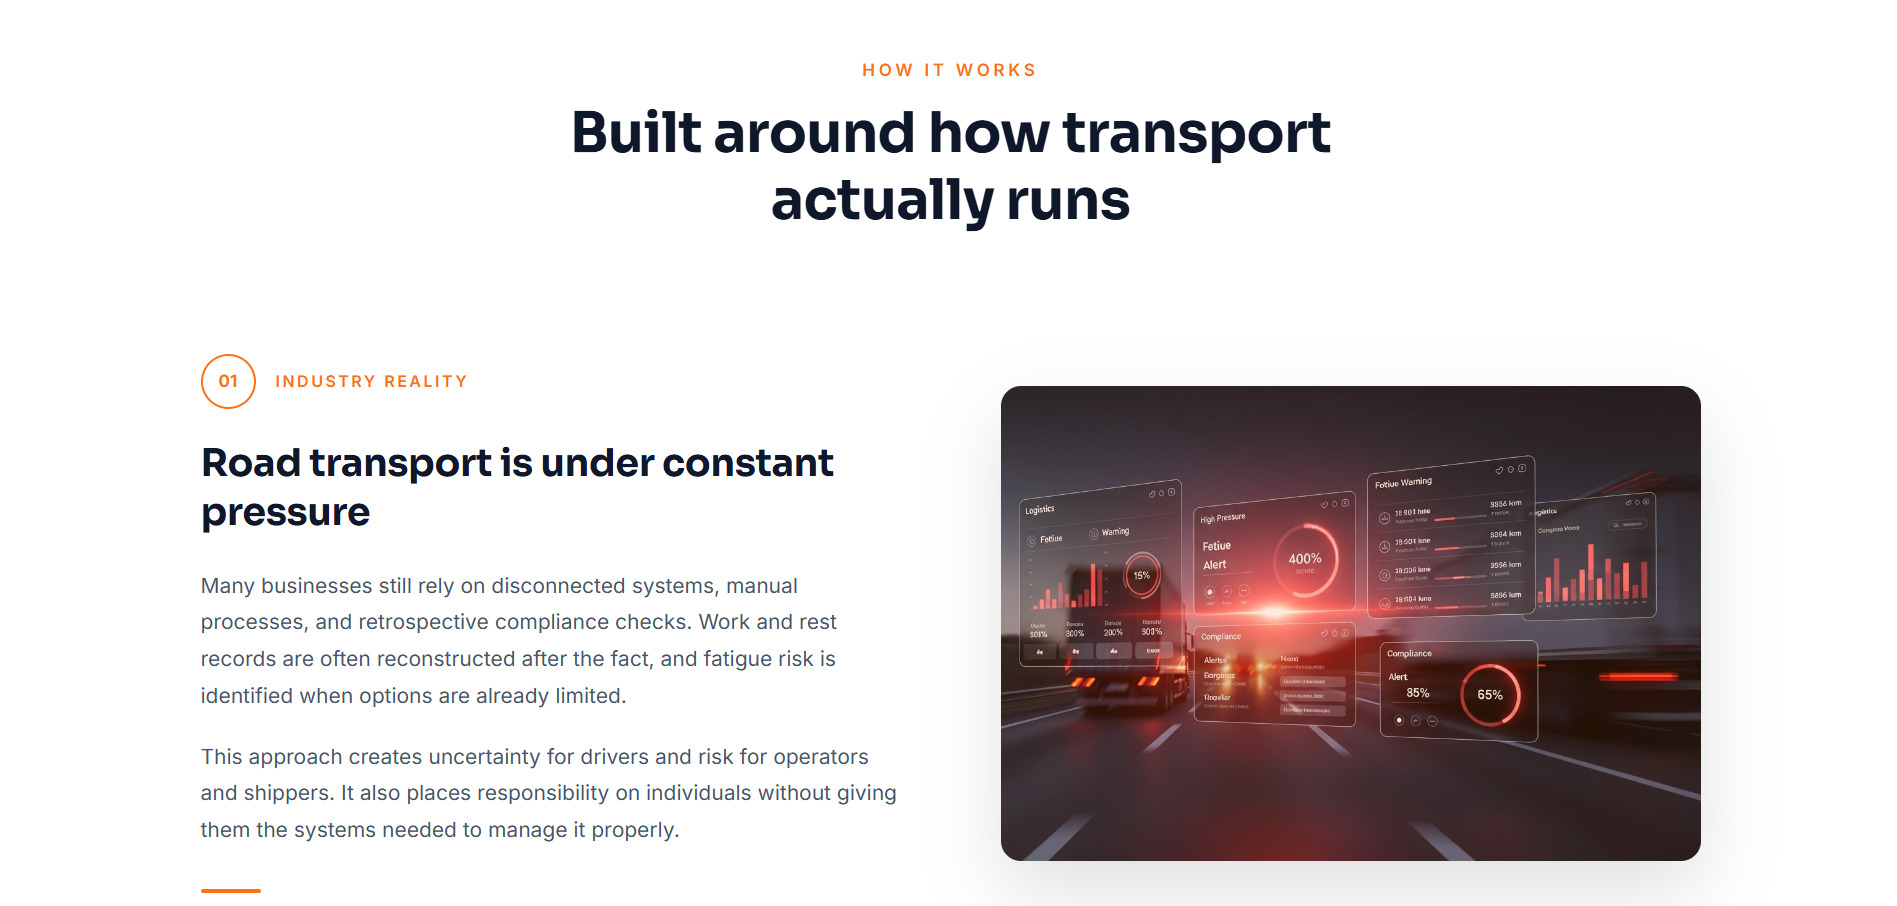 HOW IT WORKS
Built around how transport
actually runs
01
INDUSTRY REALITY
Road transport is under constant
pressure
Many businesses still rely on disconnected systems, manual
processes, and retrospective compliance checks. Work and rest
records are often reconstructed after the fact, and fatigue risk is
identified when options are already limited.
This approach creates uncertainty for drivers and risk for operators
and shippers. It also places responsibility on individuals without giving
them the systems needed to manage it properly.
Logistics
Fetiue
Warning
15%
200%
High Pressure
Fetiue
Alert
400%
Fetiue Warning
Compliance
Compliance
Alert
85%
65%